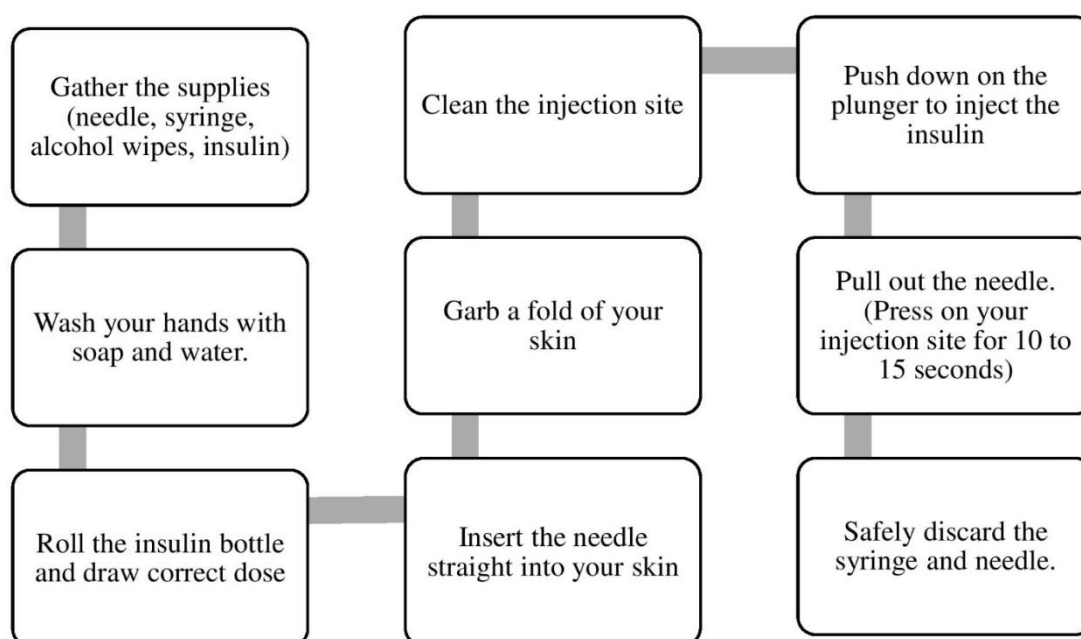 Gather the supplies
(needle, syringe,
alcohol wipes, insulin)
Wash your hands with
soap and water.
Roll the insulin bottle
and draw correct dose
Clean the injection site
Garb a fold of your
skin
Insert the needle
straight into your skin
Push down on the
plunger to inject the
insulin
Pull out the needle.
(Press on your
injection site for 10 to
15 seconds)
Safely discard the
syringe and needle.